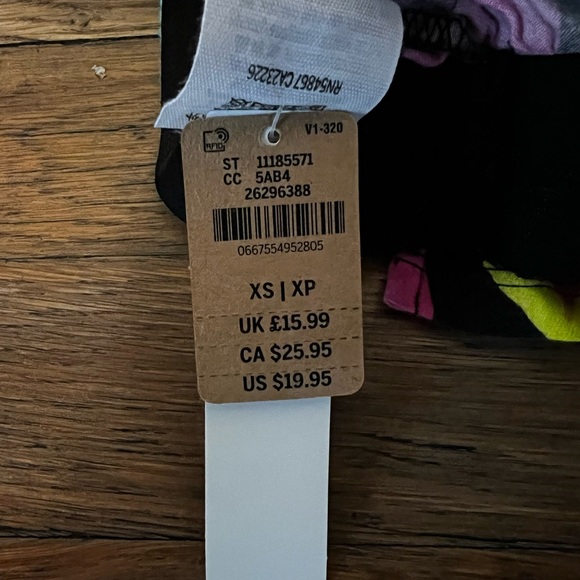 RN54867 CA23226
RFID
V1-320
ST 11185571
CC 5AB4
26296388
0667554952805
XS | XP
UK £15.99
CA $25.95
US $19.95